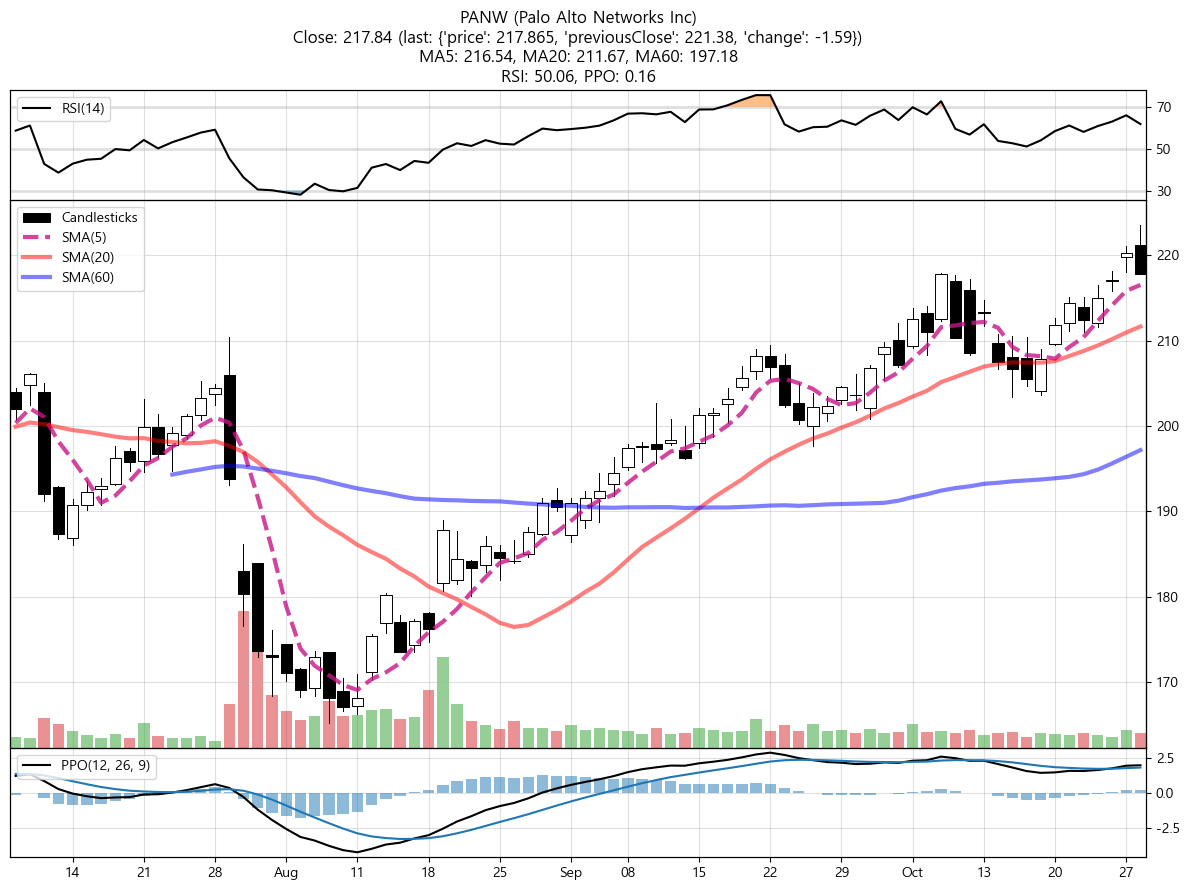 PANW (Palo Alto Networks Inc)
Close: 217.84 (last: {'price': 217.865, 'previousClose': 221.38, 'change': -1.59})
MA5: 216.54, MA20: 211.67, MA60: 197.18
RSI: 50.06, PPO: 0.16
RSI(14)
70
50
30
Candlesticks
SMA(5)
SMA(20)
SMA(60)
220
210
200
190
180
170
PPO(12, 26, 9)
2.5
0.0
-2.5
14 21 28 Aug 11 18 25 Sep 08 15 22 29 Oct 13 20 27